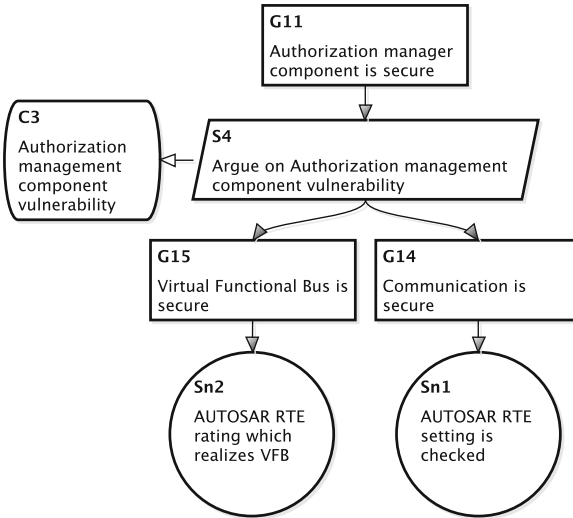 G11
Authorization manager
component is secure
C3
Authorization
management
component
vulnerability
S4
Argue on Authorization management
component vulnerability
G15
Virtual Functional Bus is
secure
G14
Communication is
secure
Sn2
AUTOSAR RTE
rating which
realizes VFB
Sn1
AUTOSAR RTE
setting is
checked